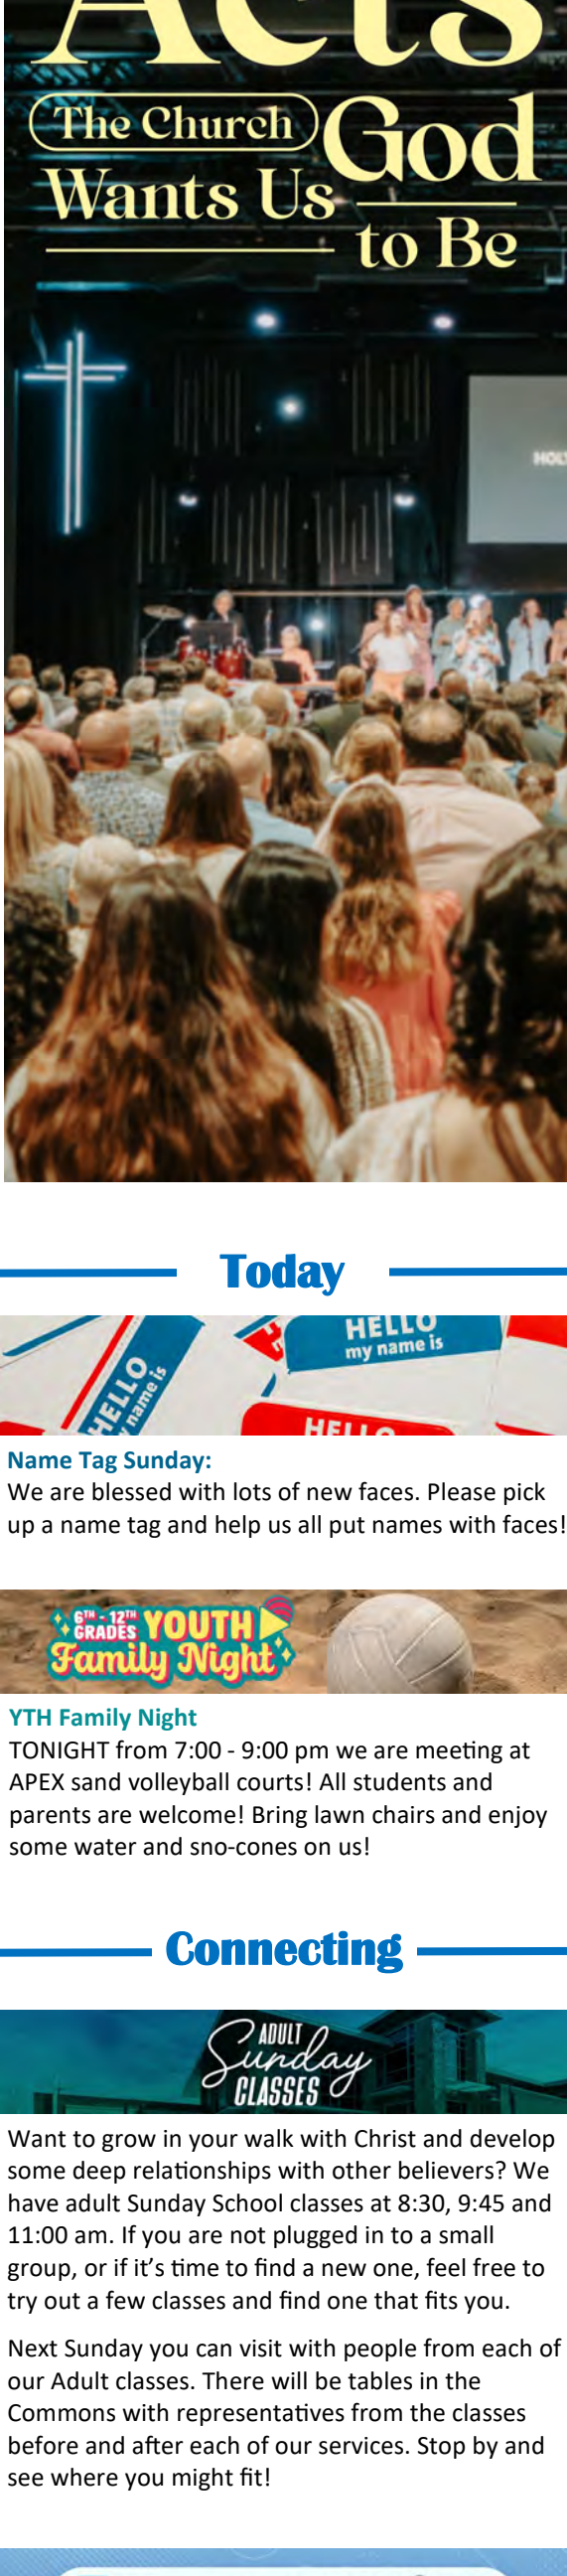 Acts
The Church God
Wants Us
to Be
HOL
Today
HELLO
my name is
HELLO
name is
HELLO
Name Tag Sunday:
We are blessed with lots of new faces. Please pick
up a name tag and help us all put names with faces!
6TH - 12TH
GRADES YOUTH
Family Night
YTH Family Night
TONIGHT from 7:00 - 9:00 pm we are meeting at
APEX sand volleyball courts! All students and
parents are welcome! Bring lawn chairs and enjoy
some water and sno-cones on us!
Connecting
ADULT
Sunday
CLASSES
Want to grow in your walk with Christ and develop
some deep relationships with other believers? We
have adult Sunday School classes at 8:30, 9:45 and
11:00 am. If you are not plugged in to a small
group, or if it's time to find a new one, feel free to
try out a few classes and find one that fits you.
Next Sunday you can visit with people from each of
our Adult classes. There will be tables in the
Commons with representatives from the classes
before and after each of our services. Stop by and
see where you might fit!